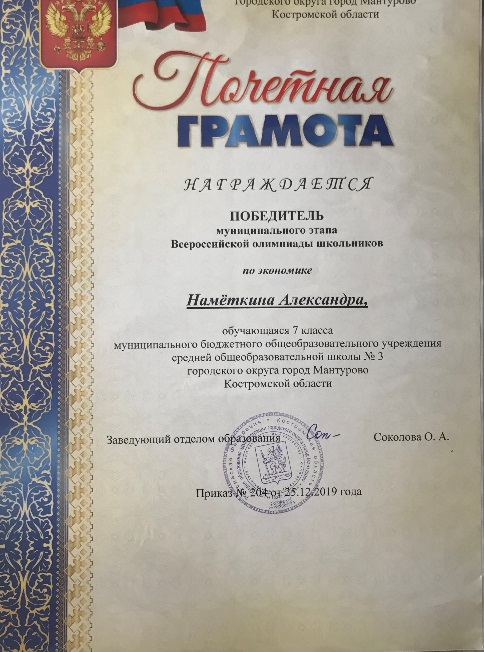 городского округа город Мантурово
Костромской области
Почетная
ГРАМОТА
НАГРАЖДАЕТСЯ
ПОБЕДИТЕЛЬ
муниципального этапа
Всероссийской олимпиады школьников
по экономике
Намёткина Александра,
обучающаяся 7 класса
муниципального бюджетного общеобразовательного учреждения
средней общеобразовательной школы № 3
городского округа город Мантурово
Костромской области
Заведующий отделом образования Соколова О. А.
Приказ № 204 от 25.12.2019 года